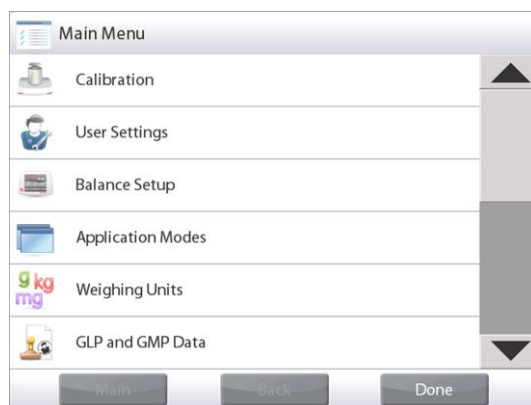 Main Menu
Calibration
User Settings
Balance Setup
Application Modes
g kg
mg
Weighing Units
GLP and GMP Data
Main
Back
Done